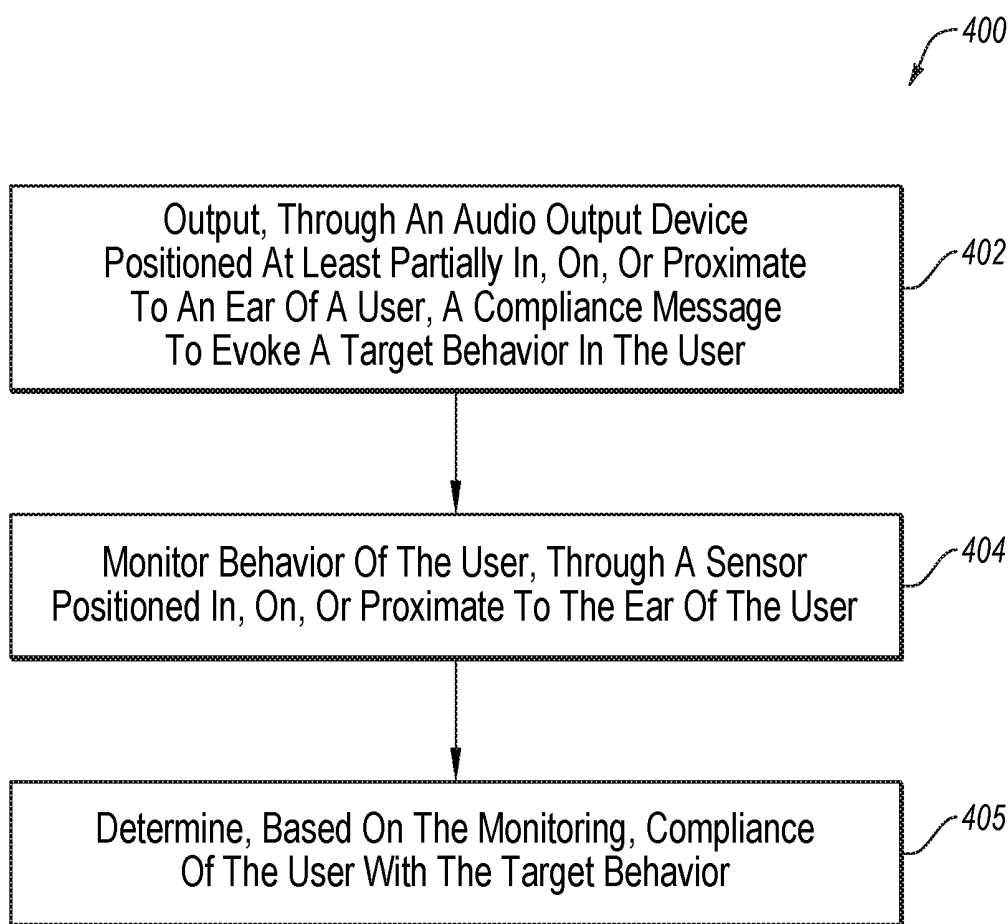 400
Output, Through An Audio Output Device
Positioned At Least Partially In, On, Or Proximate
To An Ear Of A User, A Compliance Message
To Evoke A Target Behavior In The User
402
Monitor Behavior Of The User, Through A Sensor
Positioned In, On, Or Proximate To The Ear Of The User
404
Determine, Based On The Monitoring, Compliance
Of The User With The Target Behavior
405